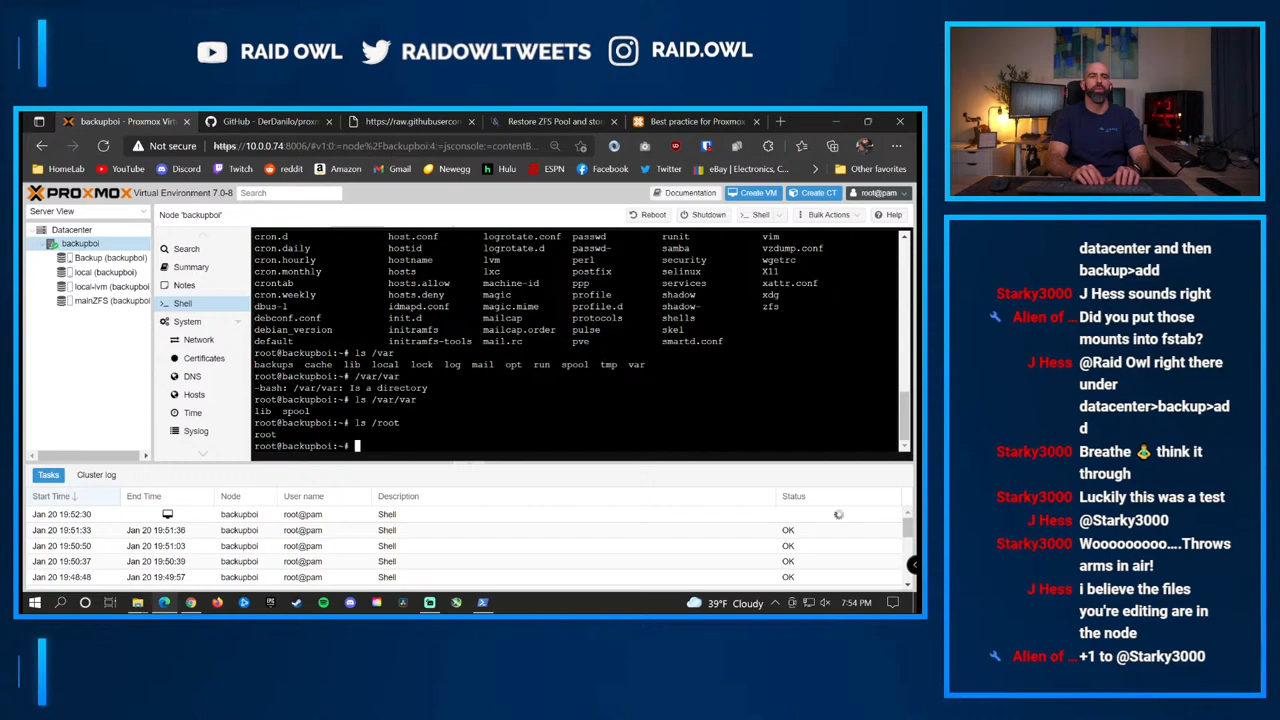 RAID OWL
RAIDOWLTWEETS
RAID.OWL
backupboi - Proxmox Virtu
GitHub - DerDanilo/proxm
https://raw.githubuserco
Restore ZFS Pool and stor
Best practice for Proxmox
Not secure
https://10.0.0.74:8006/#v1:0:=node%2Fbackupboi:4:=jsconsole=contentB...
HomeLab
YouTube
Discord
Twitch
reddit
Amazon
Gmail
Newegg
Hulu
ESPN
Facebook
Twitter
eBay (Electronics, C...
Other favorites
PROXMOX Virtual Environment 7.0-8
Search
Documentation
Create VM
Create CT
root@pam
Server View
Node 'backupboi'
Reboot
Shutdown
Shell
Bulk Actions
Help
Datacenter
backupboi
Backup (backupboi)
local (backupboi)
local-lvm (backupboi
mainZFS (backupboi
Search
Summary
Notes
Shell
System
Network
Certificates
DNS
Hosts
Time
Syslog
cron.d host.conf logrotate.conf passwd runit vim
cron.daily hostid logrotate.d passwd- samba vzdump.conf
cron.hourly hostname lvm perl security wgetrc
cron.monthly hosts lxc postfix selinux X11
crontab hosts.allow machine-id ppp services xattr.conf
cron.weekly hosts.deny magic profile shadow xdg
dbus-1 idmapd.conf magic.mime profile.d shadow- zfs
debconf.conf init.d mailcap protocols shells
debian_version initramfs mailcap.order pulse skel
default initramfs-tools mail.rc pve smartd.conf
root@backupboi:~# ls /var
backups cache lib local lock log mail opt run spool tmp var
root@backupboi:~# /var/var
-bash: /var/var: Is a directory
root@backupboi:~# ls /var/var
lib spool
root@backupboi:~# ls /root
root
root@backupboi:~#
Tasks
Cluster log
Start Time End Time Node User name Description Status
Jan 20 19:52:30 backupboi root@pam Shell
Jan 20 19:51:33 Jan 20 19:51:36 backupboi root@pam Shell OK
Jan 20 19:50:50 Jan 20 19:51:03 backupboi root@pam Shell OK
Jan 20 19:50:37 Jan 20 19:50:39 backupboi root@pam Shell OK
Jan 20 19:48:48 Jan 20 19:49:57 backupboi root@pam Shell OK
39°F Cloudy
7:54 PM
datacenter and then
backup>add
Starky3000 J Hess sounds right
Alien of ... Did you put those
mounts into fstab?
J Hess @Raid Owl right there
under
datacenter>backup>ad
d
Starky3000 Breathe 🧘 think it
through
Starky3000 Luckily this was a test
J Hess @Starky3000
Starky3000 Wooooooooo....Throws
arms in air!
J Hess i believe the files
you're editing are in
the node
Alien of ... +1 to @Starky3000